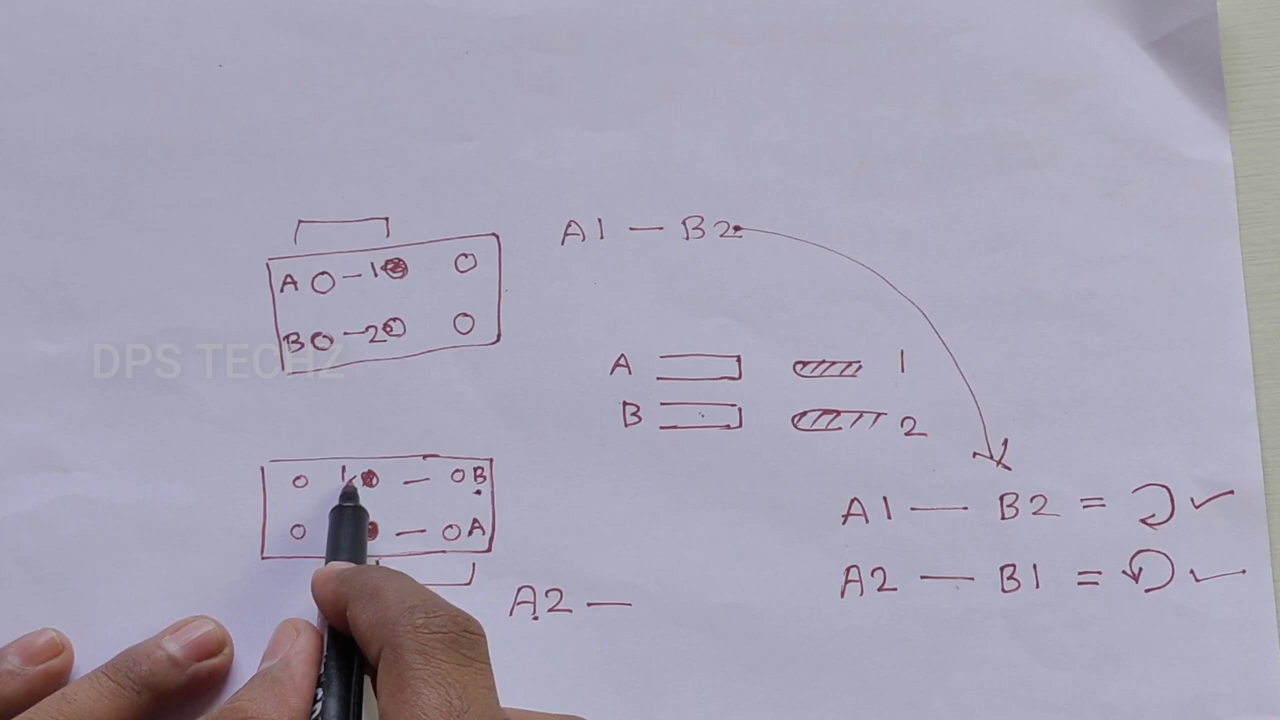 A1 — B2
A — 1
B — 2
DPS TECHZ
A 1
B 2
1 — B
— A
A1 — B2 =
A2 — B1 =
A2 —